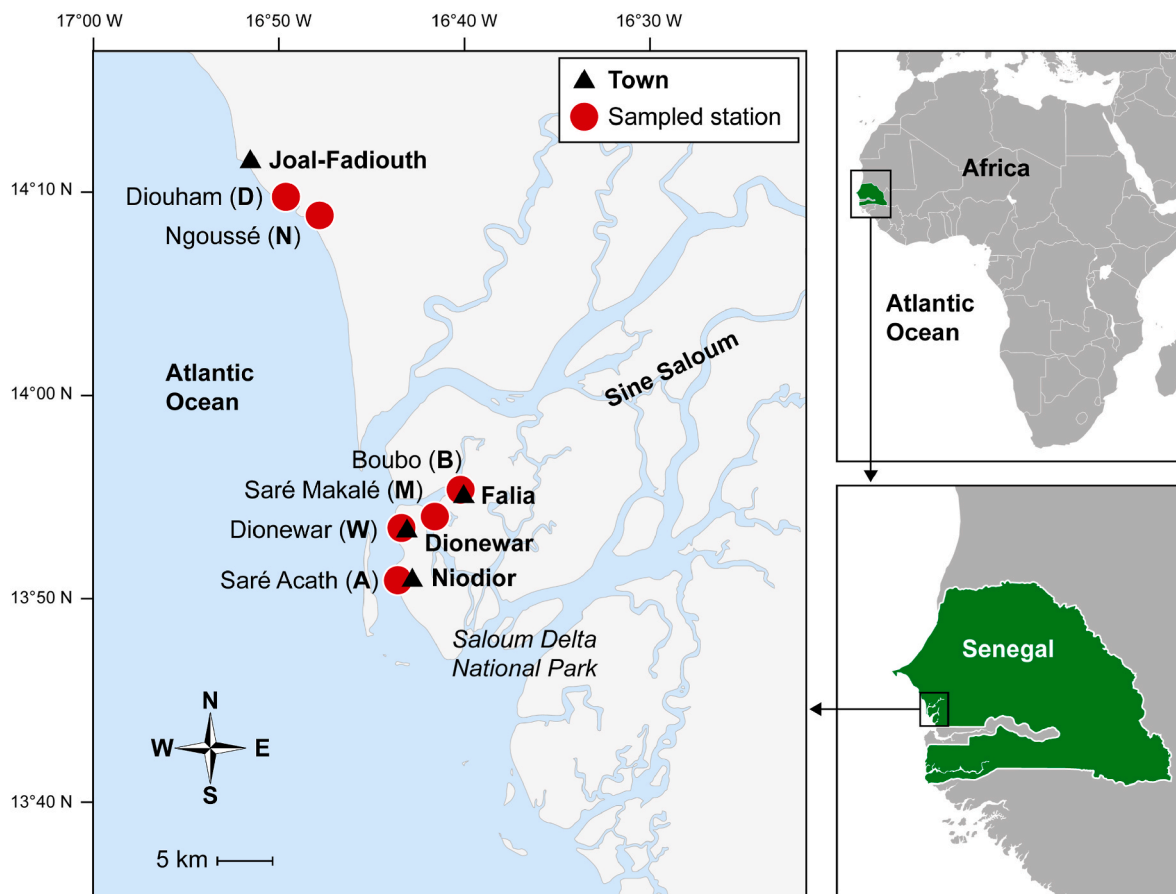 17°00 W
16°50 W
16°40 W
16°30 W
Town
Sampled station
Joal-Fadiouth
14°10 N
Diouham (D)
Ngoussé (N)
Atlantic
Ocean
14°00 N
Sine Saloum
Boubo (B)
Saré Makalé (M)
Falia
Dionewar (W)
Dionewar
Saré Acath (A)
Niodior
13°50 N
Saloum Delta
National Park
N
W
E
S
13°40 N
5 km
Africa
Atlantic
Ocean
Senegal